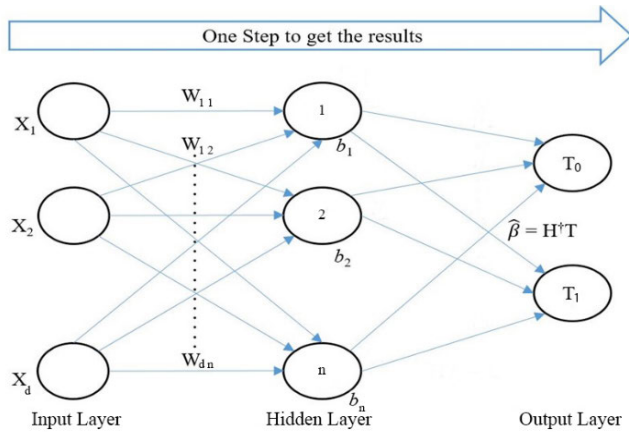 One Step to get the results
W11
X1
1
b1
W12
T0
X2
2
b2
β̂ = H†T
T1
Wdn
Xd
n
bn
Input Layer
Hidden Layer
Output Layer